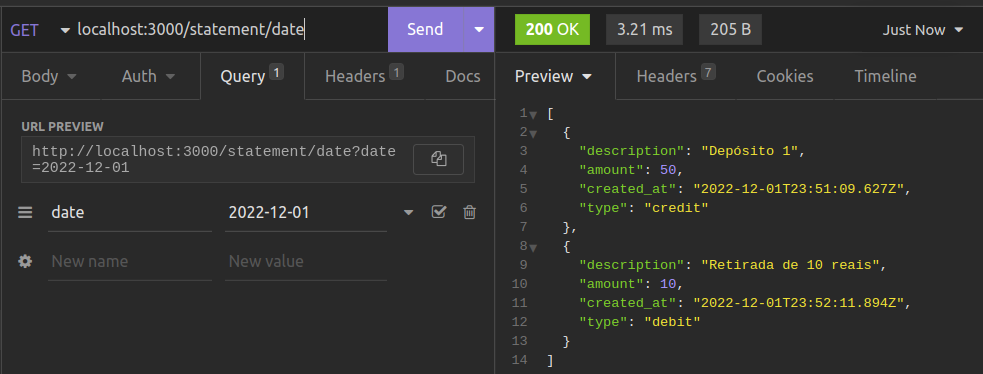 GET localhost:3000/statement/date Send
Body Auth Query 1 Headers 1 Docs
URL PREVIEW
http://localhost:3000/statement/date?date
=2022-12-01
date 2022-12-01
New name New value
200 OK 3.21 ms 205 B Just Now
Preview Headers 7 Cookies Timeline
1 [
2 {
3 "description": "Depósito 1",
4 "amount": 50,
5 "created_at": "2022-12-01T23:51:09.627Z",
6 "type": "credit"
7 },
8 {
9 "description": "Retirada de 10 reais",
10 "amount": 10,
11 "created_at": "2022-12-01T23:52:11.894Z",
12 "type": "debit"
13 }
14 ]